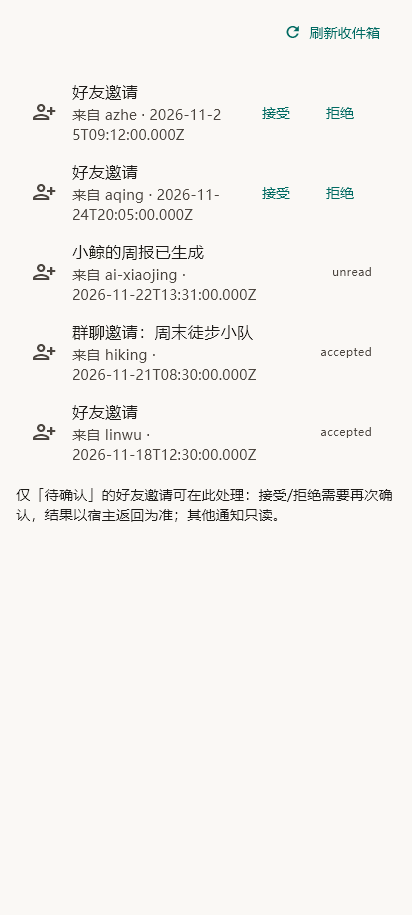 刷新收件箱
好友邀请
来自 azhe · 2026-11-2
5T09:12:00.000Z
接受
拒绝
好友邀请
来自 aqing · 2026-11-
24T20:05:00.000Z
接受
拒绝
小鲸的周报已生成
来自 ai-xiaojing ·
2026-11-22T13:31:00.000Z
unread
群聊邀请：周末徒步小队
来自 hiking ·
2026-11-21T08:30:00.000Z
accepted
好友邀请
来自 linwu ·
2026-11-18T12:30:00.000Z
accepted
仅「待确认」的好友邀请可在此处理：接受/拒绝需要再次确
认，结果以宿主返回为准；其他通知只读。